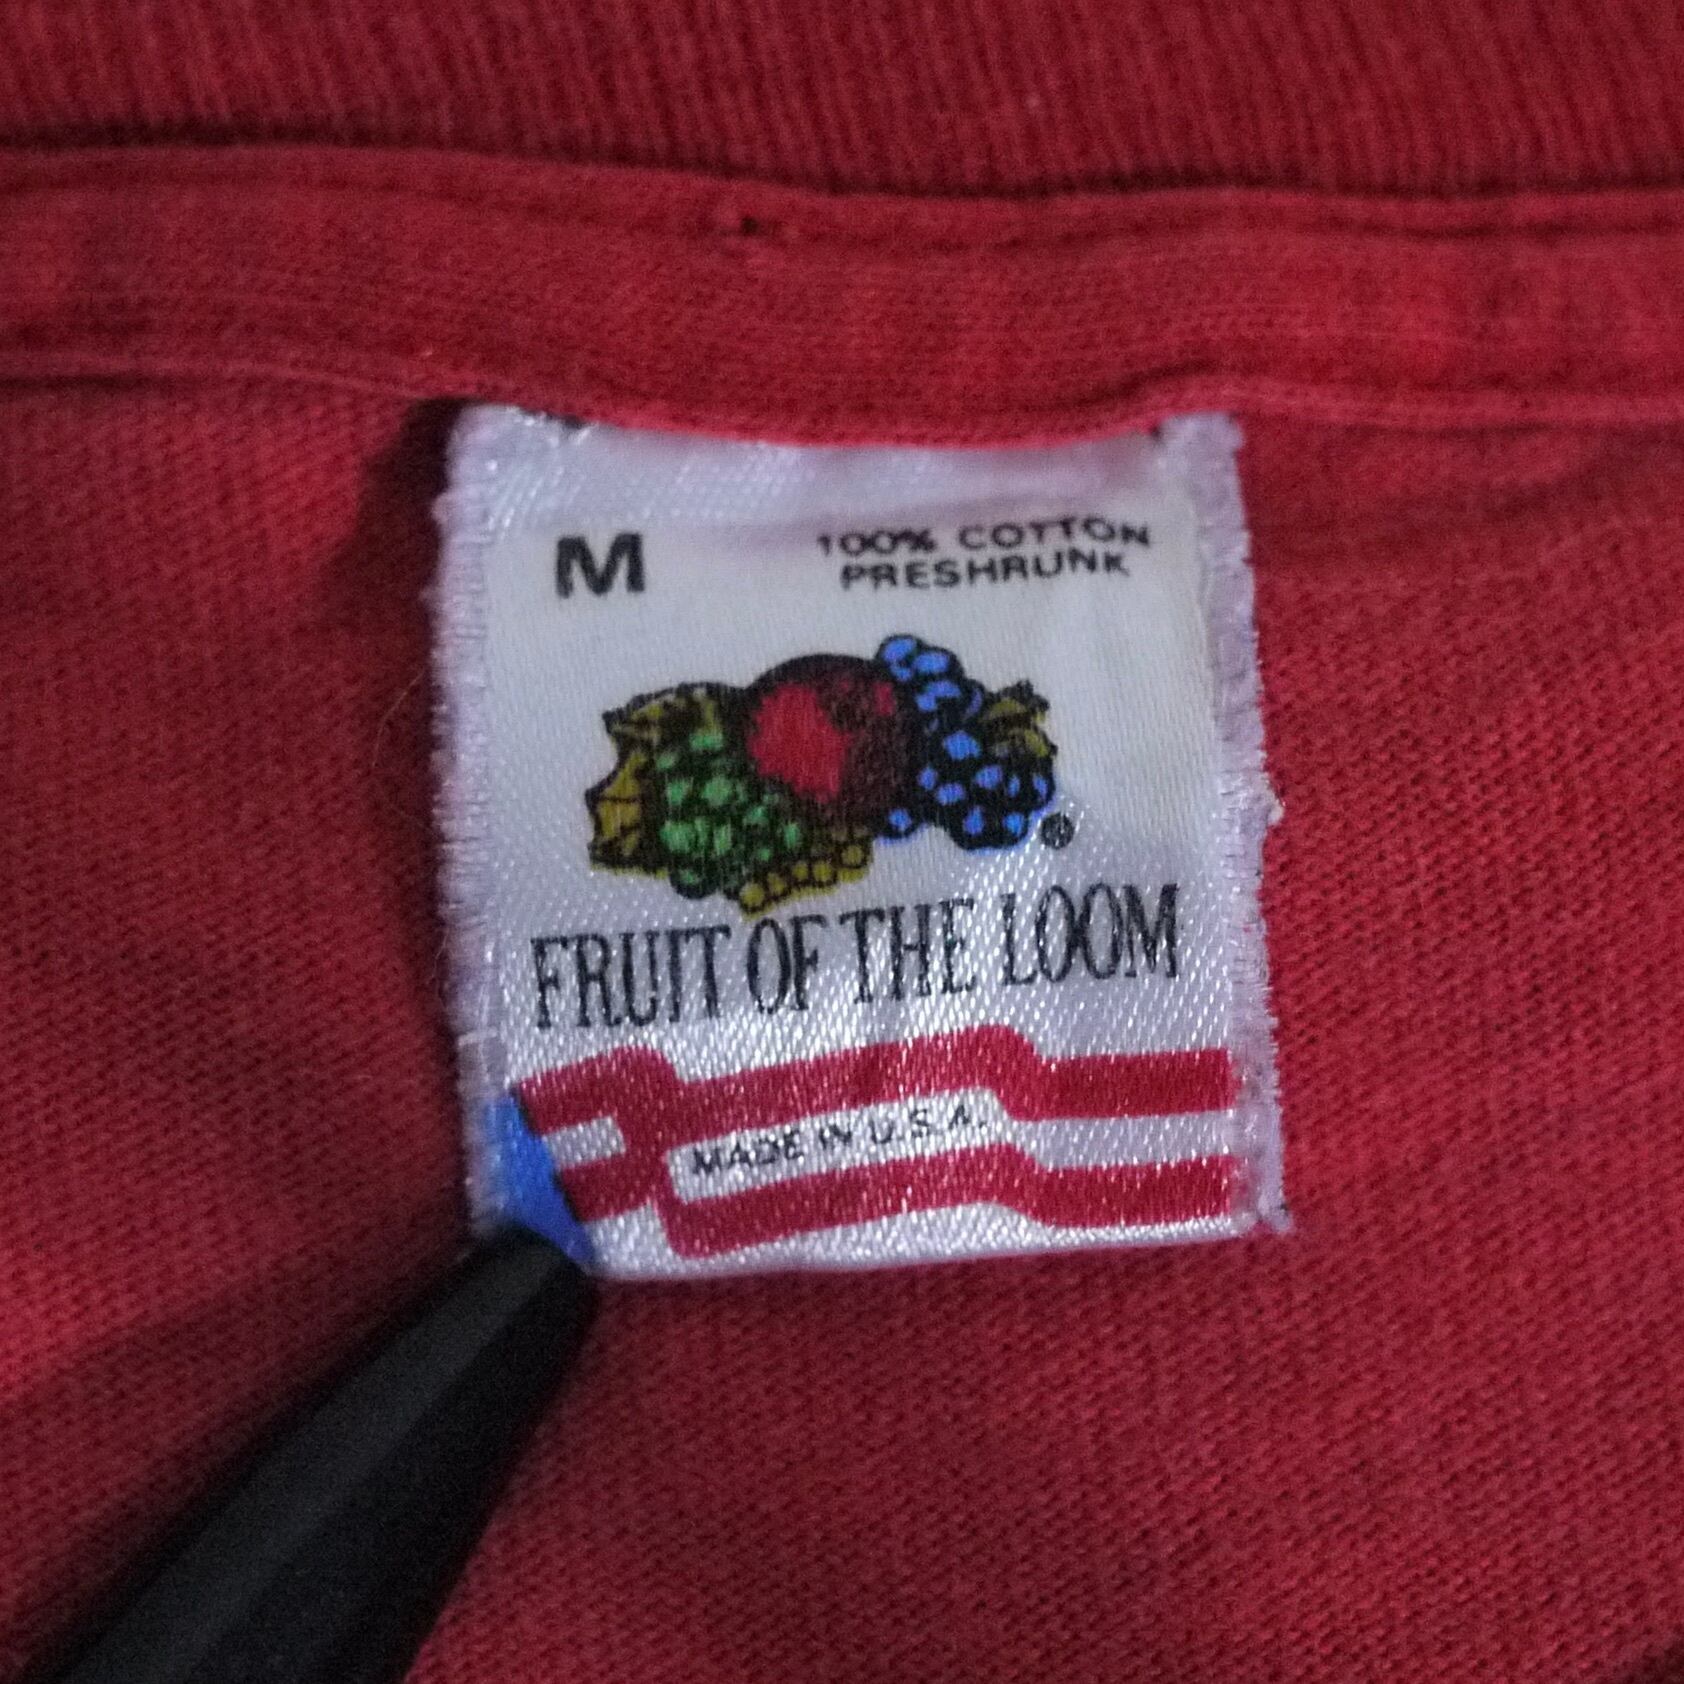 M
100% COTTON
PRESHRUNK
®
FRUIT OF THE LOOM
MADE IN U.S.A.